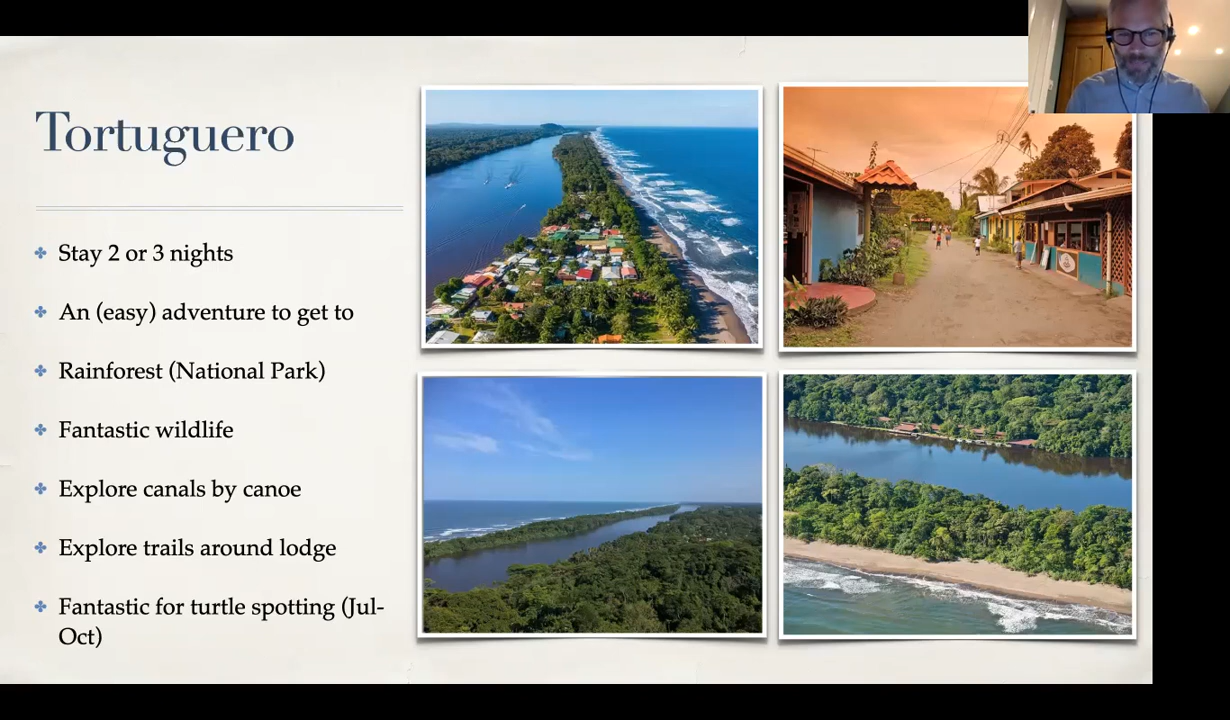 Tortuguero
Stay 2 or 3 nights
An (easy) adventure to get to
Rainforest (National Park)
Fantastic wildlife
Explore canals by canoe
Explore trails around lodge
Fantastic for turtle spotting (Jul-
Oct)